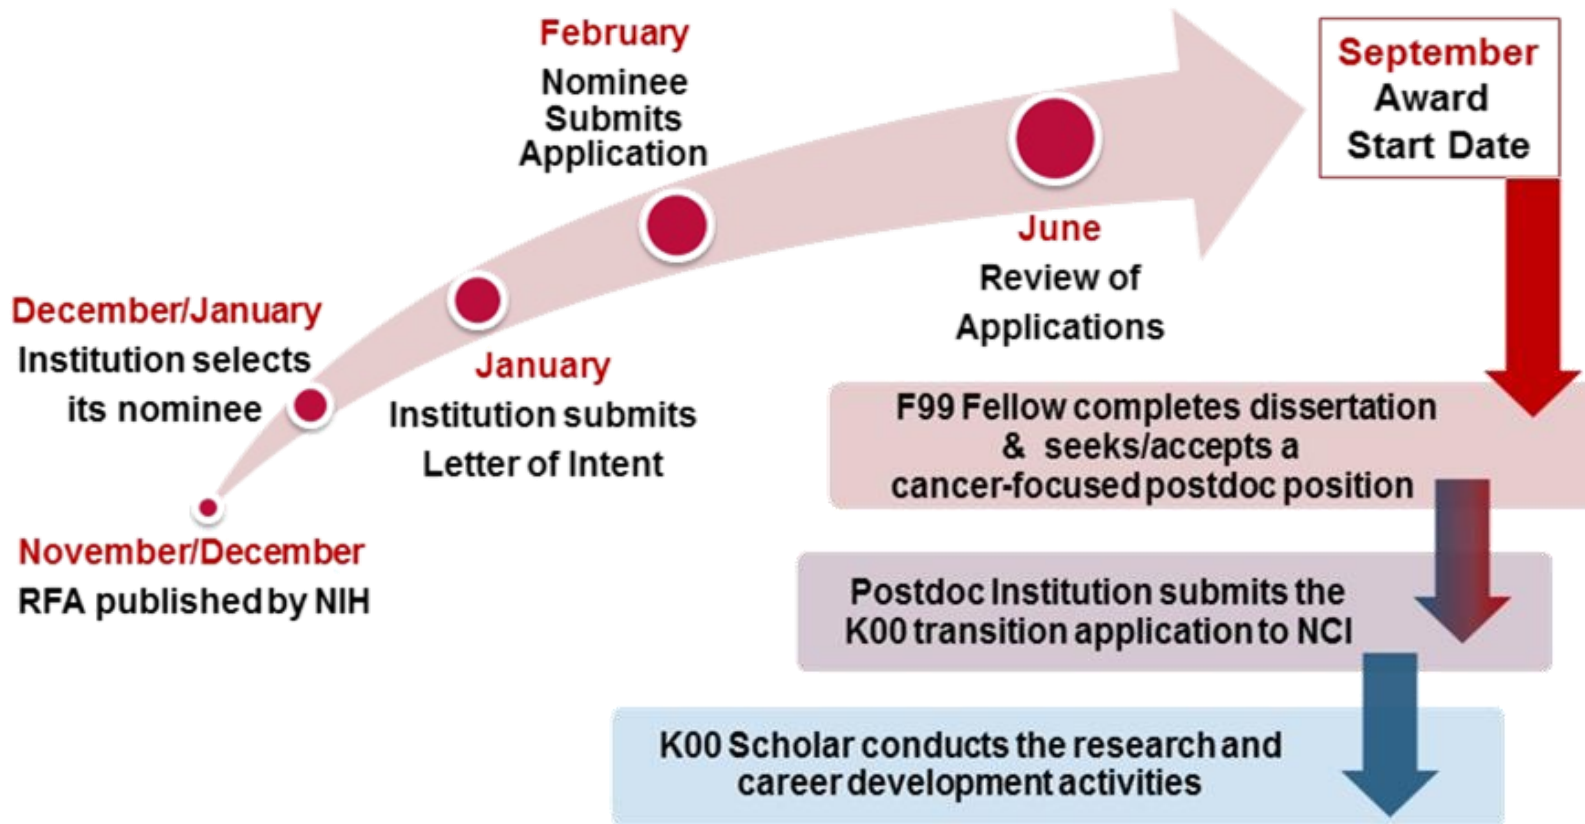 November/December
RFA published by NIH
December/January
Institution selects
its nominee
January
Institution submits
Letter of Intent
February
Nominee
Submits
Application
June
Review of
Applications
September
Award
Start Date
F99 Fellow completes dissertation
& seeks/accepts a
cancer-focused postdoc position
Postdoc Institution submits the
K00 transition application to NCI
K00 Scholar conducts the research and
career development activities